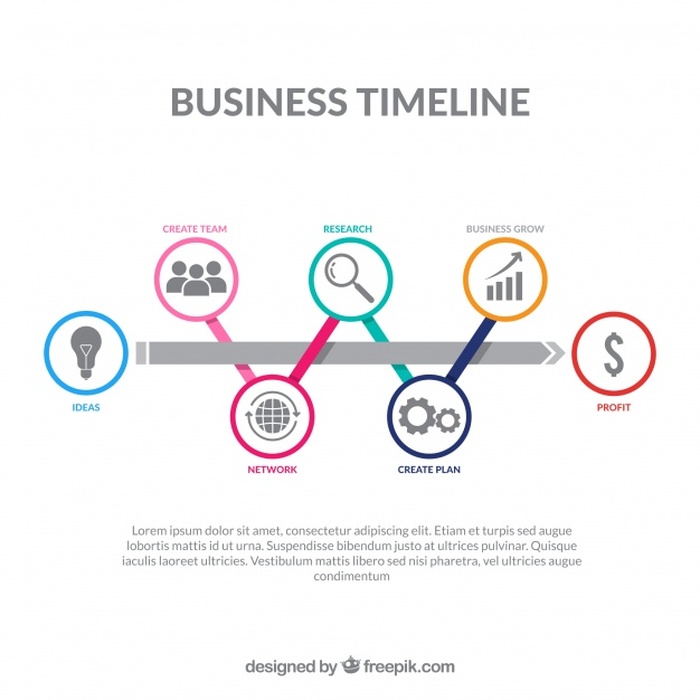 BUSINESS TIMELINE
CREATE TEAM
RESEARCH
BUSINESS GROW
IDEAS
PROFIT
NETWORK
CREATE PLAN
Lorem ipsum dolor sit amet, consectetur adipiscing elit. Etiam et turpis sed augue
lobortis mattis id ut urna. Suspendisse bibendum justo at ultrices pulvinar. Quisque
iaculis laoreet ultricies. Vestibulum mattis libero sed nisi pharetra, vel ultricies augue
condimentum
designed by freepik.com